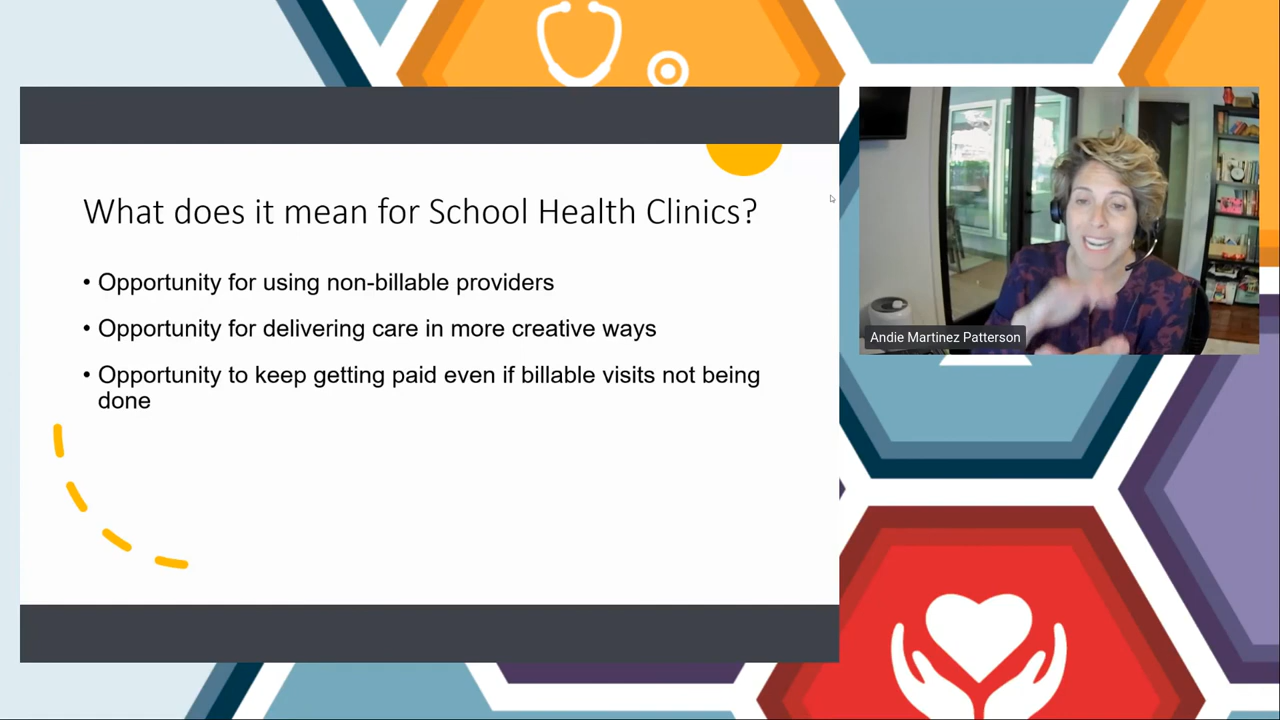 What does it mean for School Health Clinics?
• Opportunity for using non-billable providers
• Opportunity for delivering care in more creative ways
• Opportunity to keep getting paid even if billable visits not being
done
Andie Martinez Patterson